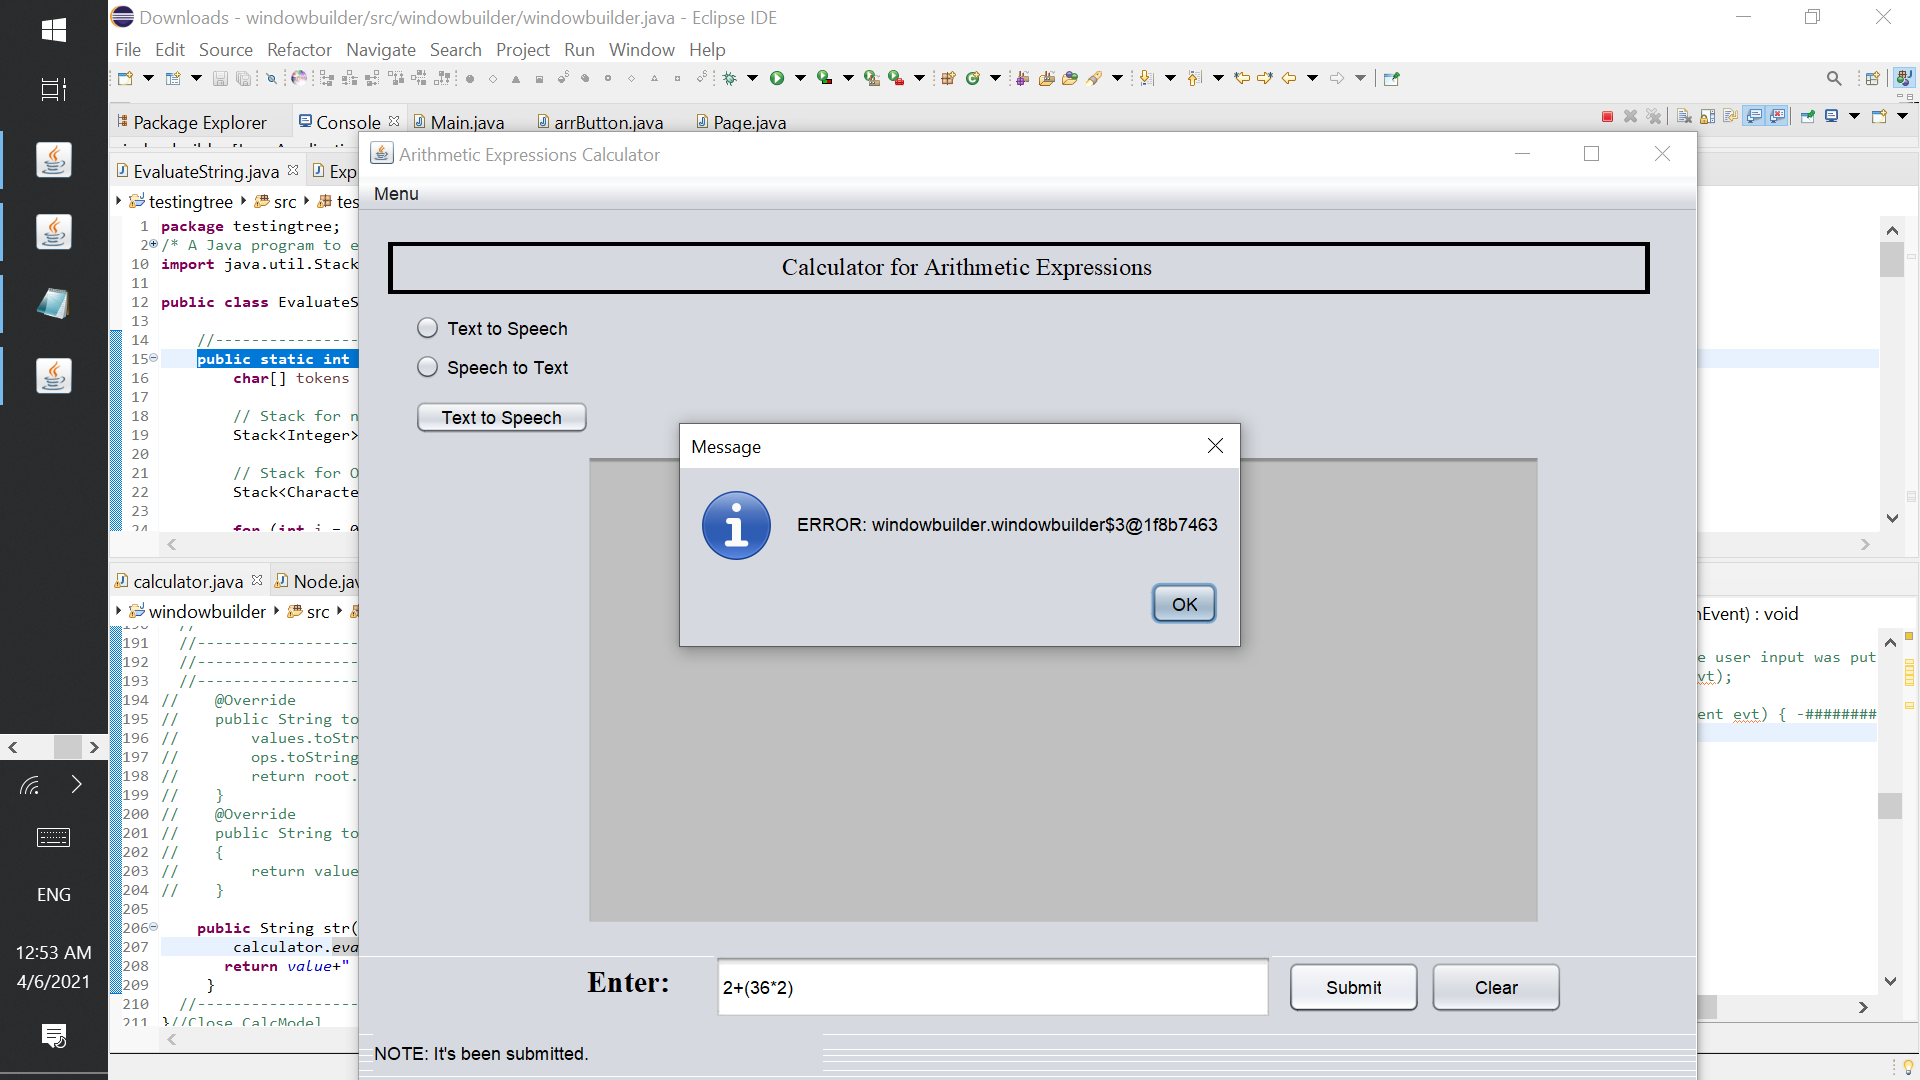 Downloads - windowbuilder/src/windowbuilder/windowbuilder.java - Eclipse IDE
File Edit Source Refactor Navigate Search Project Run Window Help
Package Explorer Console Main.java arrButton.java Page.java
Arithmetic Expressions Calculator
EvaluateString.java Exp
Menu
testingtree src tes
1 package testingtree;
2 /* A Java program to e
10 import java.util.Stack
11
12 public class EvaluateS
13
14 //----------------
15 public static int
16 char[] tokens
17
18 // Stack for n
19 Stack<Integer>
20
21 // Stack for O
22 Stack<Characte
23
24 for (int i = 0
Calculator for Arithmetic Expressions
Text to Speech
Speech to Text
Text to Speech
Message
ERROR: windowbuilder.windowbuilder$3@1f8b7463
OK
calculator.java Node.jav
windowbuilder src
nEvent) : void
190 //
191 //------------------
192 //------------------
193 //------------------
194 // @Override
195 // public String to
196 // values.toStr
197 // ops.toString
198 // return root.
199 // }
200 // @Override
201 // public String to
202 // {
203 // return value
204 // }
205
206 public String str(
207 calculator.eva
208 return value+"
209 }
210 //------------------
211 }//Close CalcModel
e user input was put
vt);
ent evt) { -########
Enter: 2+(36*2) Submit Clear
NOTE: It's been submitted.
ENG
12:53 AM
4/6/2021